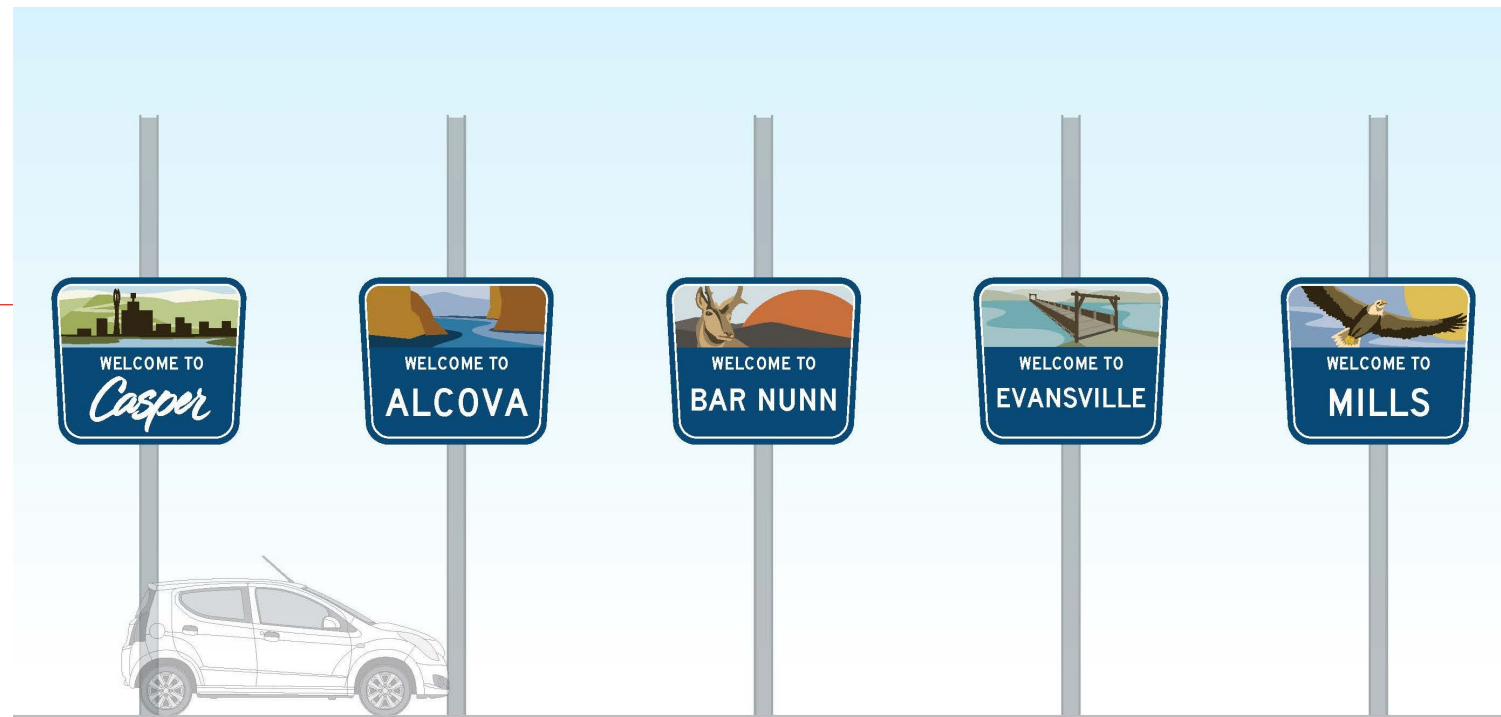 WELCOME TO
Casper
WELCOME TO
ALCOVA
WELCOME TO
BAR NUNN
WELCOME TO
EVANSVILLE
WELCOME TO
MILLS